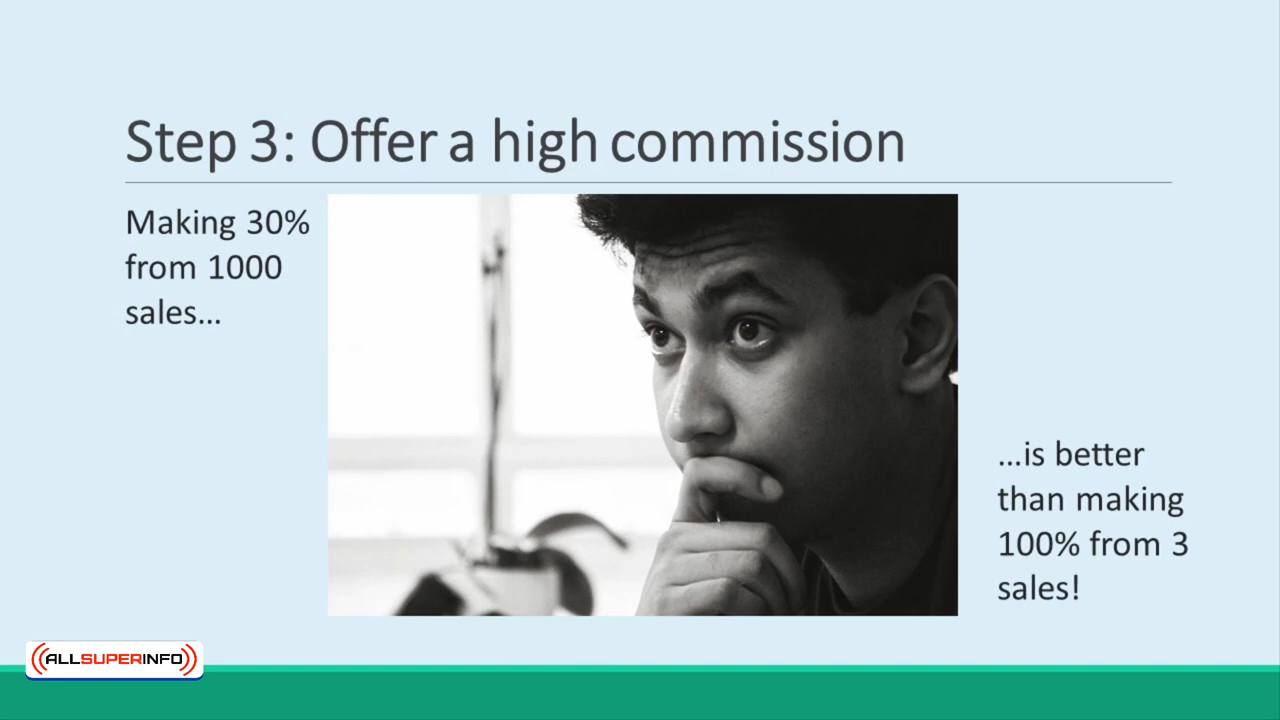 Step 3: Offer a high commission
Making 30%
from 1000
sales...
...is better
than making
100% from 3
sales!
ALLSUPERINFO